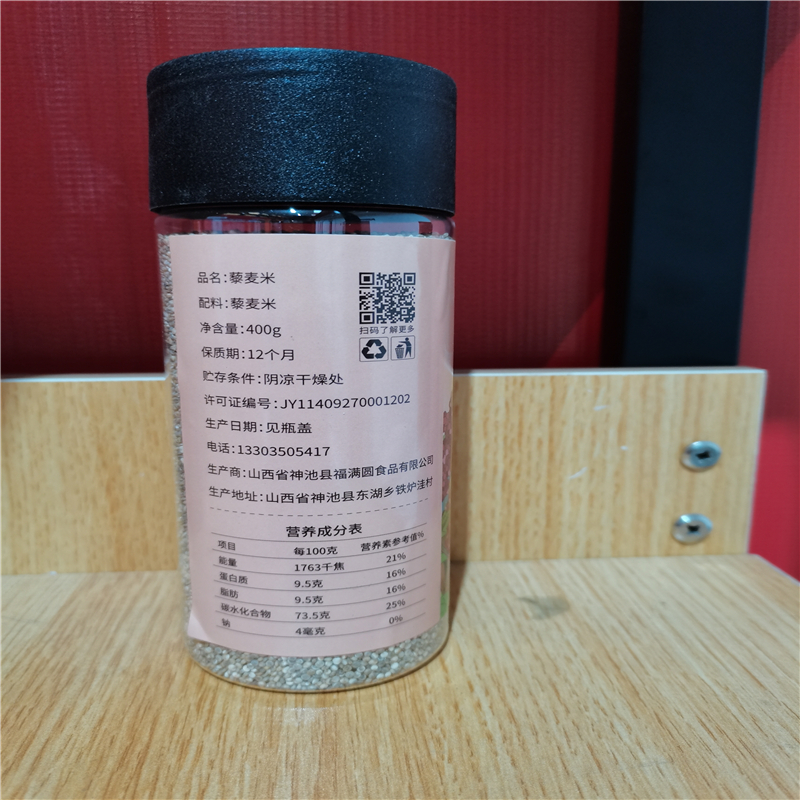 品名:藜麦米
配料:藜麦米
净含量:400g
保质期:12个月
扫码了解更多
贮存条件:阴凉干燥处
许可证编号:JY11409270001202
生产日期:见瓶盖
电话:13303505417
生产商:山西省神池县福满圆食品有限公司
生产地址:山西省神池县东湖乡铁炉洼村
营养成分表
项目 每100克 营养素参考值%
能量 1763千焦 21%
蛋白质 9.5克 16%
脂肪 9.5克 16%
碳水化合物 73.5克 25%
钠 4毫克 0%